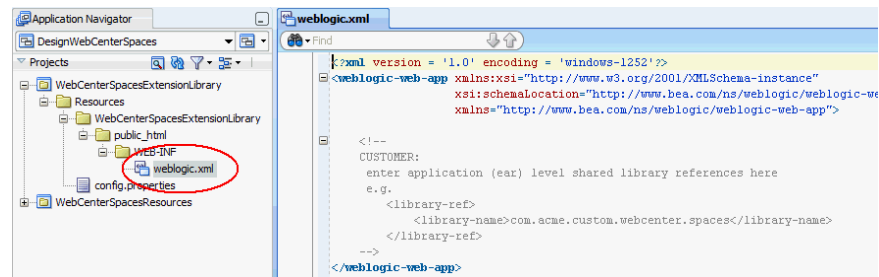 Application Navigator
DesignWebCenterSpaces
Projects
WebCenterSpacesExtensionLibrary
Resources
WebCenterSpacesExtensionLibrary
public_html
WEB-INF
weblogic.xml
config.properties
WebCenterSpacesResources
weblogic.xml
Find
<?xml version = '1.0' encoding = 'windows-1252'?>
<weblogic-web-app xmlns:xsi="http://www.w3.org/2001/XMLSchema-instance"
xsi:schemaLocation="http://www.bea.com/ns/weblogic/weblogic-we
xmlns="http://www.bea.com/ns/weblogic/weblogic-web-app">
<!--
CUSTOMER:
enter application (ear) level shared library references here
e.g.
<library-ref>
<library-name>com.acme.custom.webcenter.spaces</library-name>
</library-ref>
-->
</weblogic-web-app>